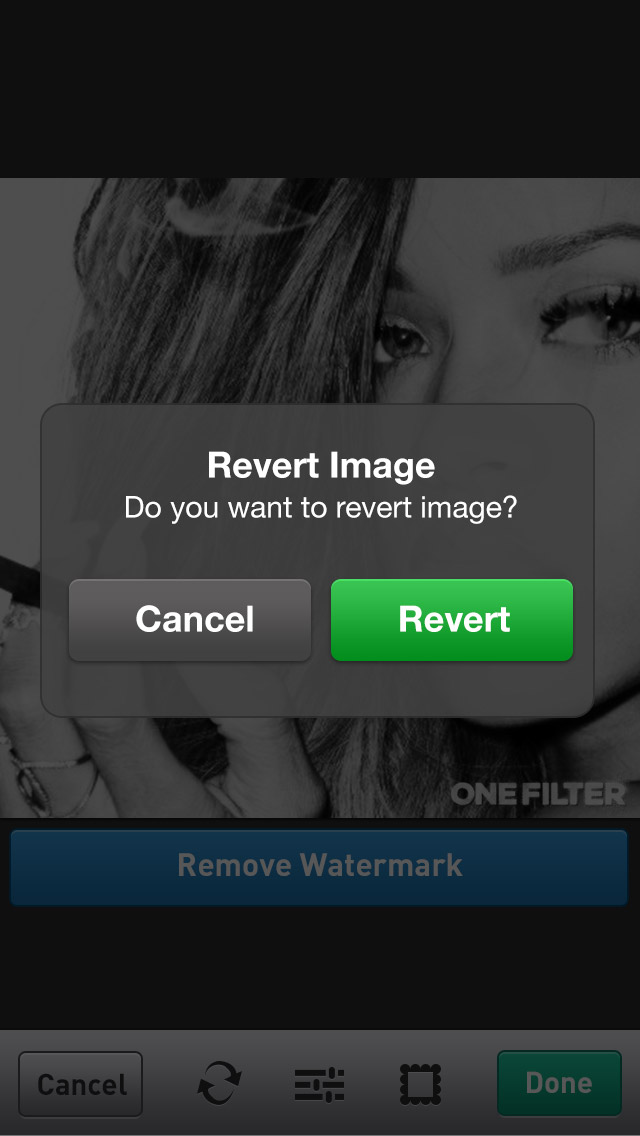 Revert Image
Do you want to revert image?
Cancel
Revert
ONE FILTER
Remove Watermark
Cancel
Done